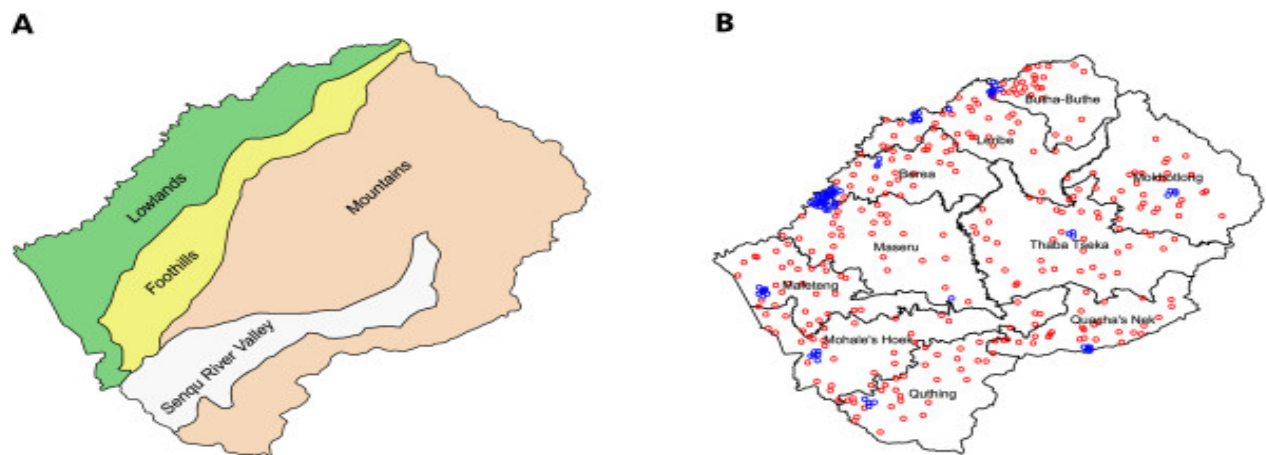 A
B
Lowlands
Foothills
Mountains
Senqu River Valley
Butha-Buthe
Leribe
Berea
Mokhotlong
Maseru
Thaba Tseka
Mafeteng
Quasha's Nek
Mohale's Hoek
Quthing